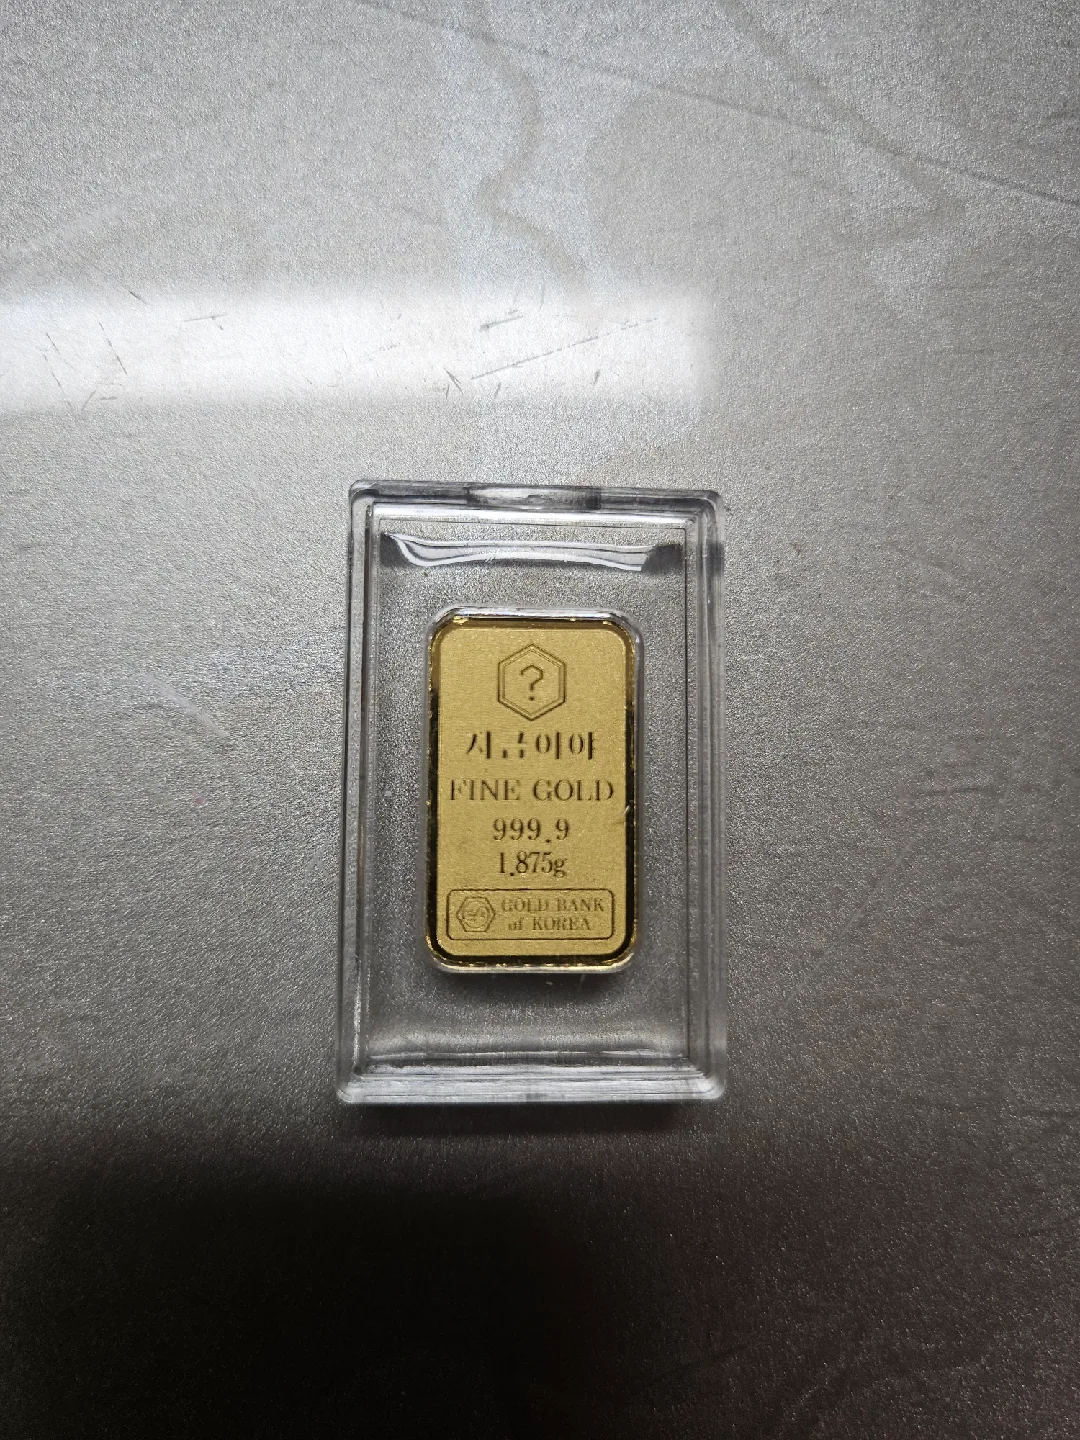 ?
지금이야
FINE GOLD
999.9
1.875g
GOLD BANK
of KOREA